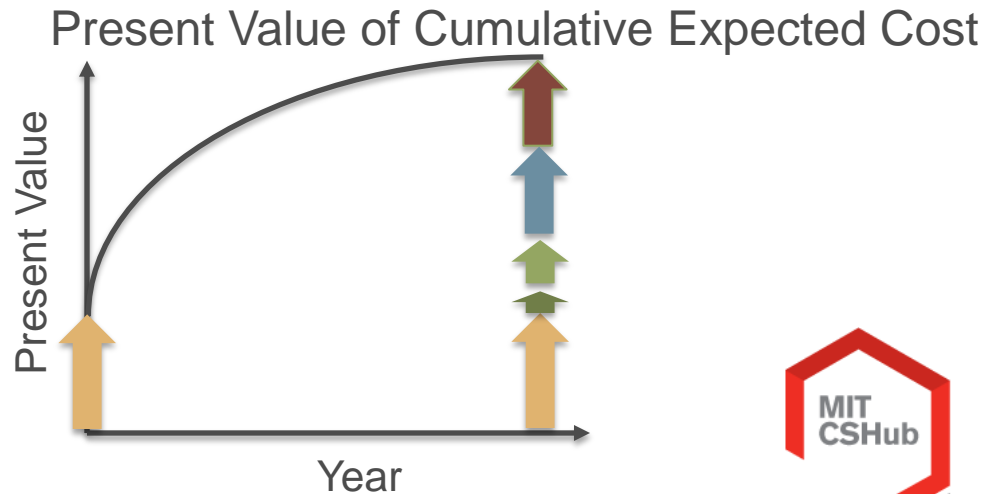 Present Value of Cumulative Expected Cost
Present Value
Year
MIT
CSHub